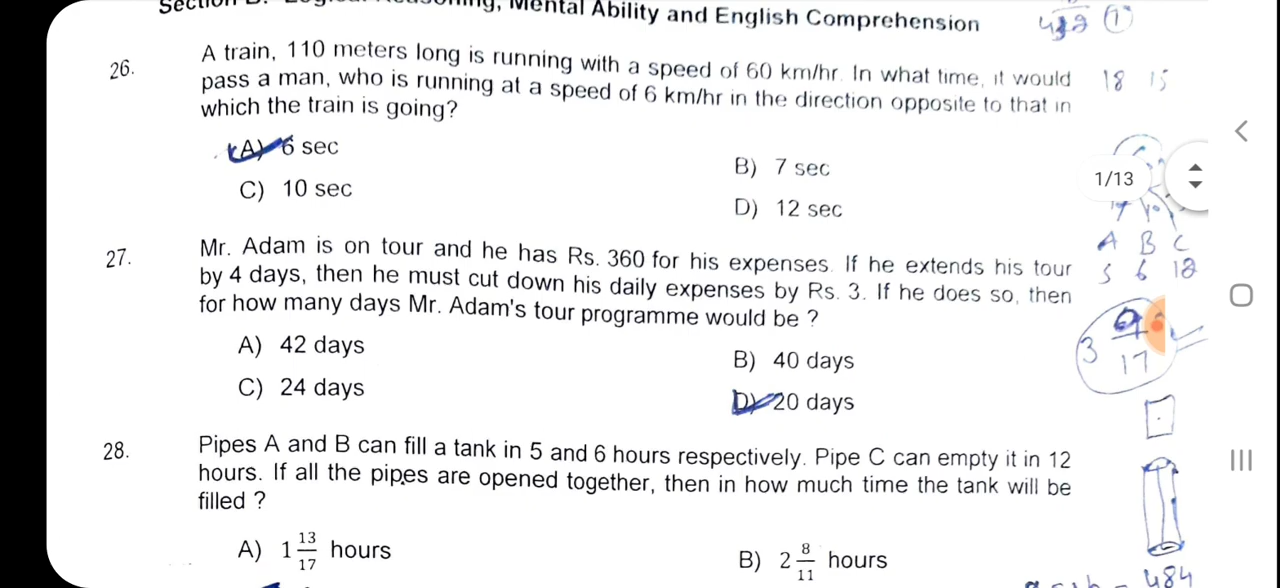 Section B: Logical Reasoning, Mental Ability and English Comprehension
26.
A train, 110 meters long is running with a speed of 60 km/hr. In what time, it would
pass a man, who is running at a speed of 6 km/hr in the direction opposite to that in
which the train is going?
(A) 6 sec
B) 7 sec
C) 10 sec
D) 12 sec
18 15
1/13
27.
Mr. Adam is on tour and he has Rs. 360 for his expenses. If he extends his tour
by 4 days, then he must cut down his daily expenses by Rs. 3. If he does so, then
for how many days Mr. Adam's tour programme would be ?
A) 42 days
B) 40 days
C) 24 days
D) 20 days
A B C
5 6 12
3
17
28.
Pipes A and B can fill a tank in 5 and 6 hours respectively. Pipe C can empty it in 12
hours. If all the pipes are opened together, then in how much time the tank will be
filled ?
A) 1 13/17 hours
B) 2 8/11 hours
484